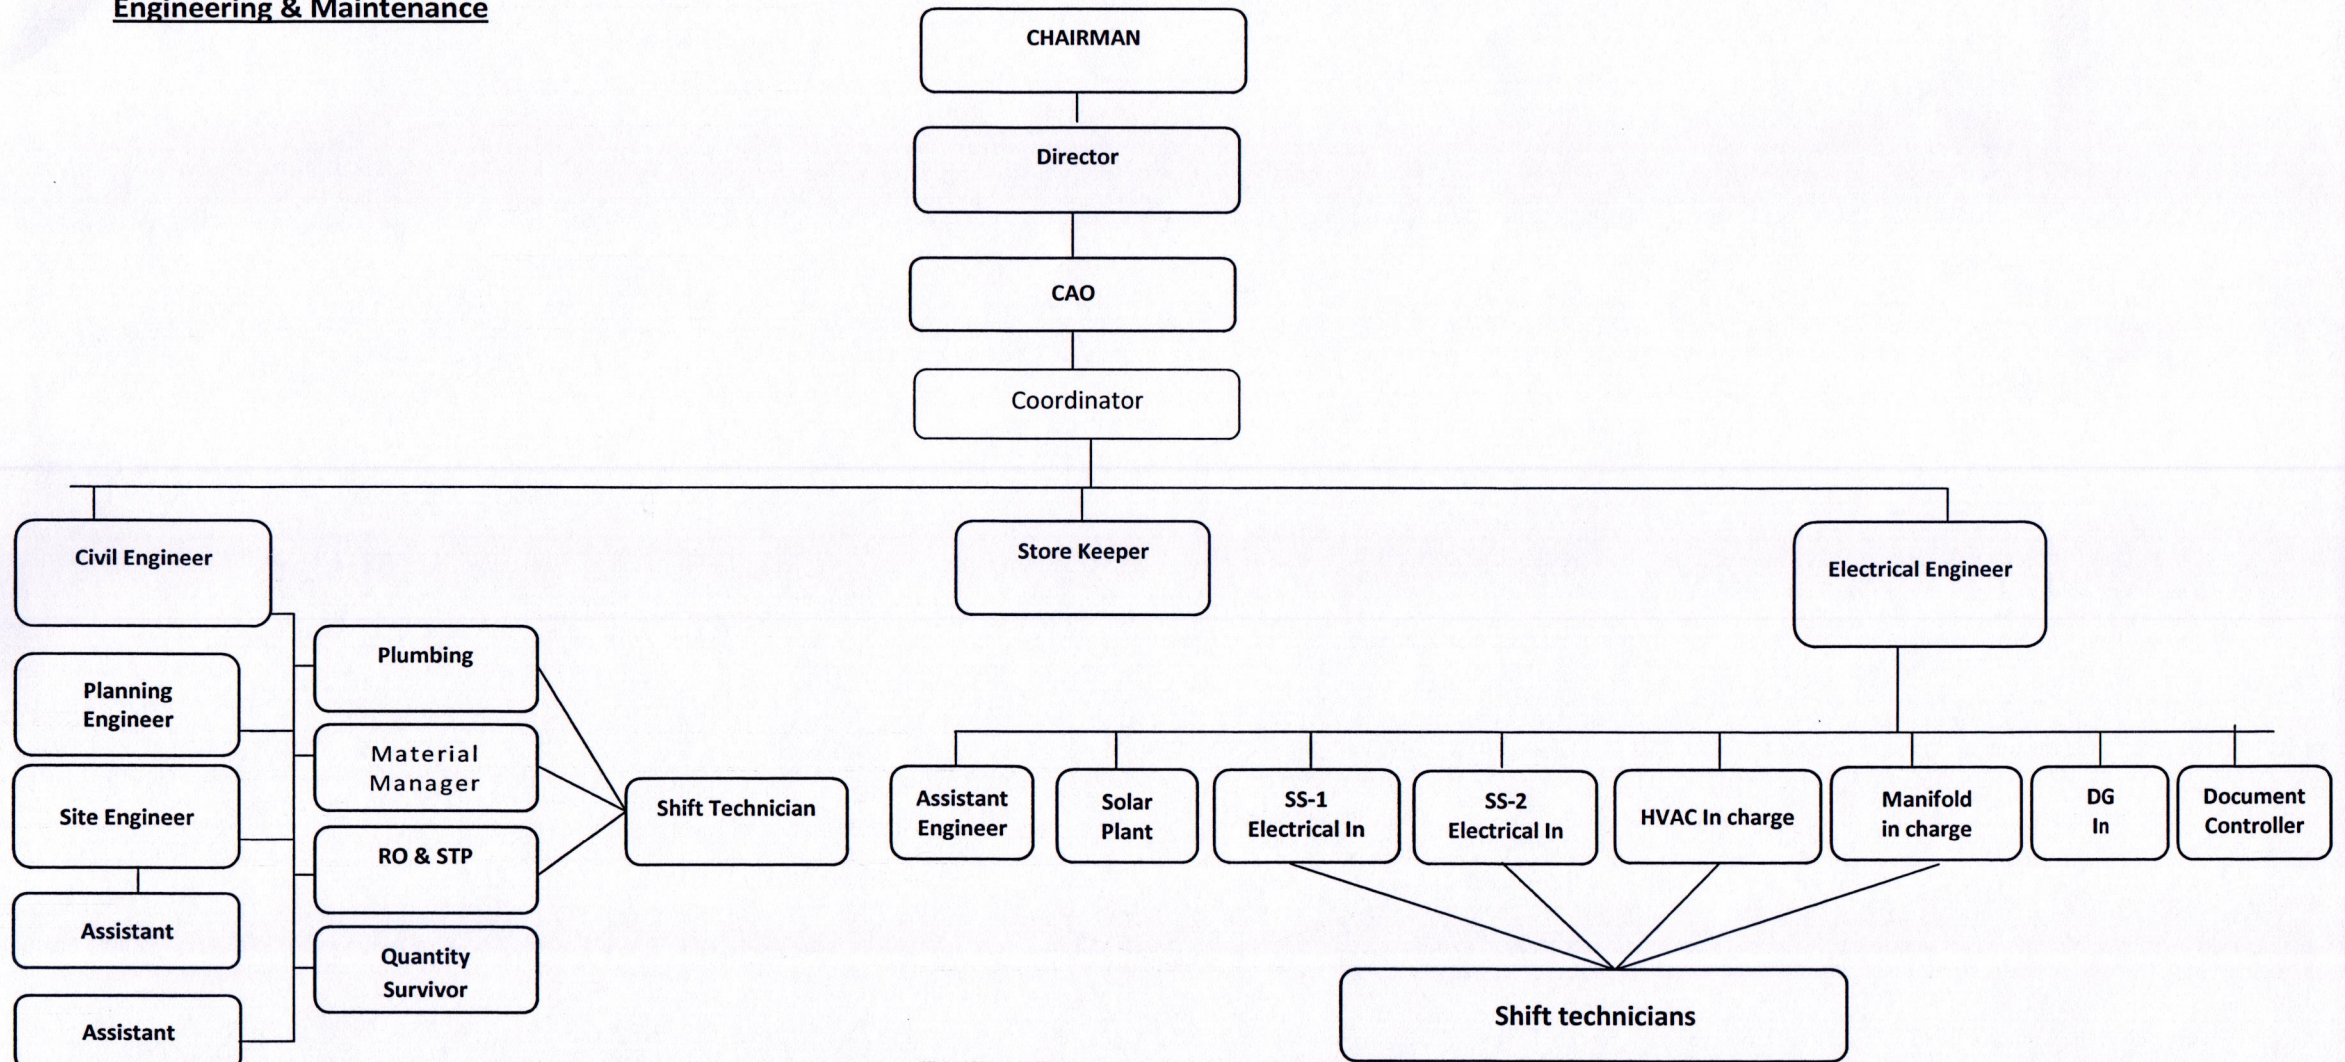 Engineering & Maintenance
CHAIRMAN
Director
CAO
Coordinator
Civil Engineer
Store Keeper
Electrical Engineer
Planning
Engineer
Site Engineer
Assistant
Assistant
Plumbing
Material
Manager
RO & STP
Quantity
Survivor
Shift Technician
Assistant
Engineer
Solar
Plant
SS-1
Electrical In
SS-2
Electrical In
HVAC In charge
Manifold
in charge
DG
In
Document
Controller
Shift technicians